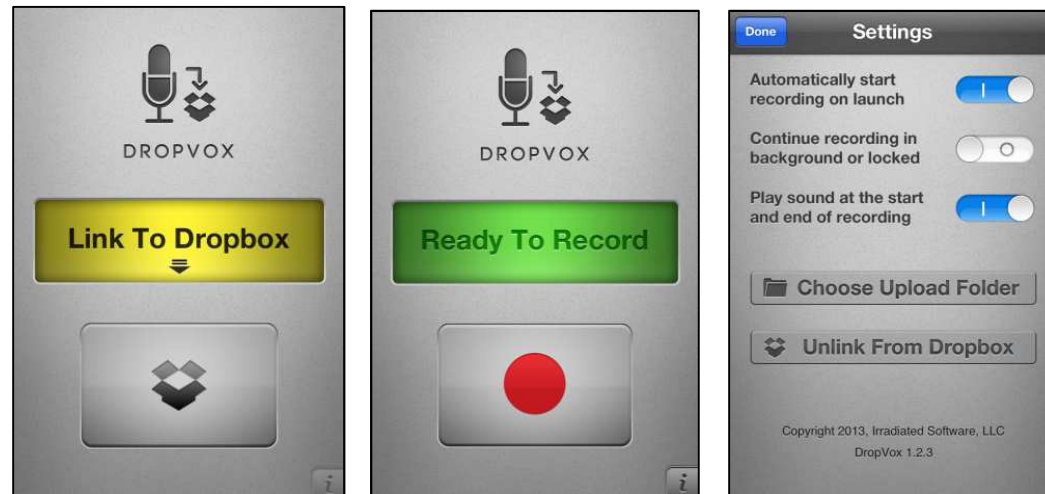 DROPVOX
Link To Dropbox
i
DROPVOX
Ready To Record
i
Done
Settings
Automatically start
recording on launch
Continue recording in
background or locked
Play sound at the start
and end of recording
Choose Upload Folder
Unlink From Dropbox
Copyright 2013, Irradiated Software, LLC
DropVox 1.2.3